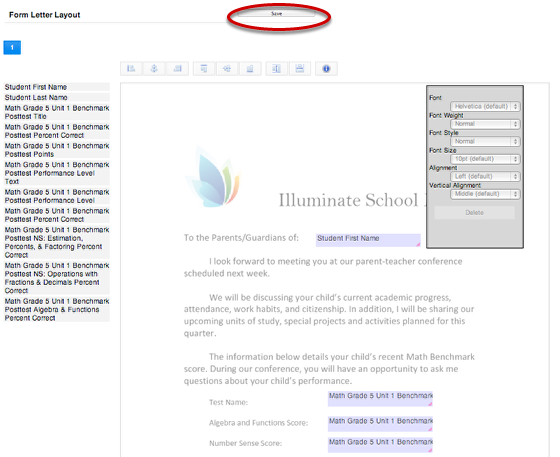 Form Letter Layout
Save
1
Student First Name
Student Last Name
Math Grade 5 Unit 1 Benchmark
Posttest Title
Math Grade 5 Unit 1 Benchmark
Posttest Percent Correct
Math Grade 5 Unit 1 Benchmark
Posttest Points
Math Grade 5 Unit 1 Benchmark
Posttest Performance Level
Text
Math Grade 5 Unit 1 Benchmark
Posttest Performance Level
Math Grade 5 Unit 1 Benchmark
Posttest Percent Correct
Math Grade 5 Unit 1 Benchmark
Posttest NS: Estimation,
Percents, & Factoring Percent
Correct
Math Grade 5 Unit 1 Benchmark
Posttest NS: Operations with
Fractions & Decimals Percent
Correct
Math Grade 5 Unit 1 Benchmark
Posttest Algebra & Functions
Percent Correct
Font
Helvetica (default)
Font Weight
Normal
Font Style
Normal
Font Size
10pt (default)
Alignment
Left (default)
Vertical Alignment
Middle (default)
Delete
Illuminate School
To the Parents/Guardians of: Student First Name
I look forward to meeting you at our parent-teacher conference
scheduled next week.
We will be discussing your child's current academic progress,
attendance, work habits, and citizenship. In addition, I will be sharing our
upcoming units of study, special projects and activities planned for this
quarter.
The information below details your child's recent Math Benchmark
score. During our conference, you will have an opportunity to ask me
questions about your child's performance.
Test Name: Math Grade 5 Unit 1 Benchmark
Algebra and Functions Score: Math Grade 5 Unit 1 Benchmark
Number Sense Score: Math Grade 5 Unit 1 Benchmark